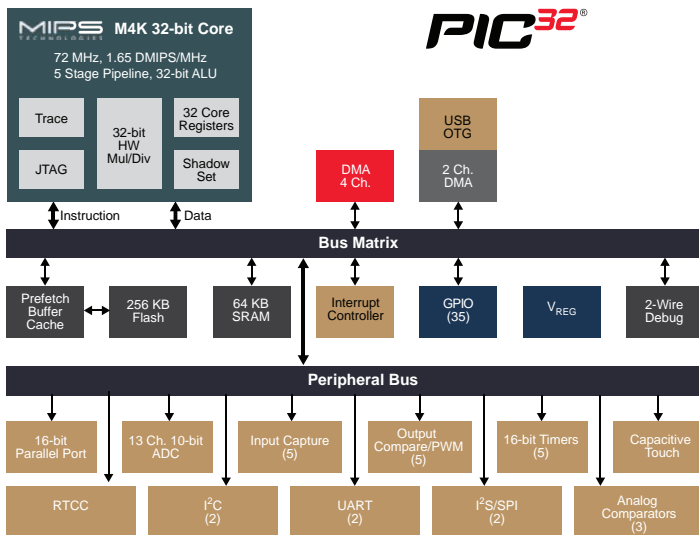 MIPS TECHNOLOGIES M4K 32-bit Core
PIC32®
72 MHz, 1.65 DMIPS/MHz
5 Stage Pipeline, 32-bit ALU
Trace
32-bit
HW
Mul/Div
32 Core
Registers
JTAG
Shadow
Set
USB
OTG
DMA
4 Ch.
2 Ch.
DMA
Instruction
Data
Bus Matrix
Prefetch
Buffer
Cache
256 KB
Flash
64 KB
SRAM
Interrupt
Controller
GPIO
(35)
VREG
2-Wire
Debug
Peripheral Bus
16-bit
Parallel Port
13 Ch. 10-bit
ADC
Input Capture
(5)
Output
Compare/PWM
(5)
16-bit Timers
(5)
Capacitive
Touch
RTCC
I²C
(2)
UART
(2)
I²S/SPI
(2)
Analog
Comparators
(3)